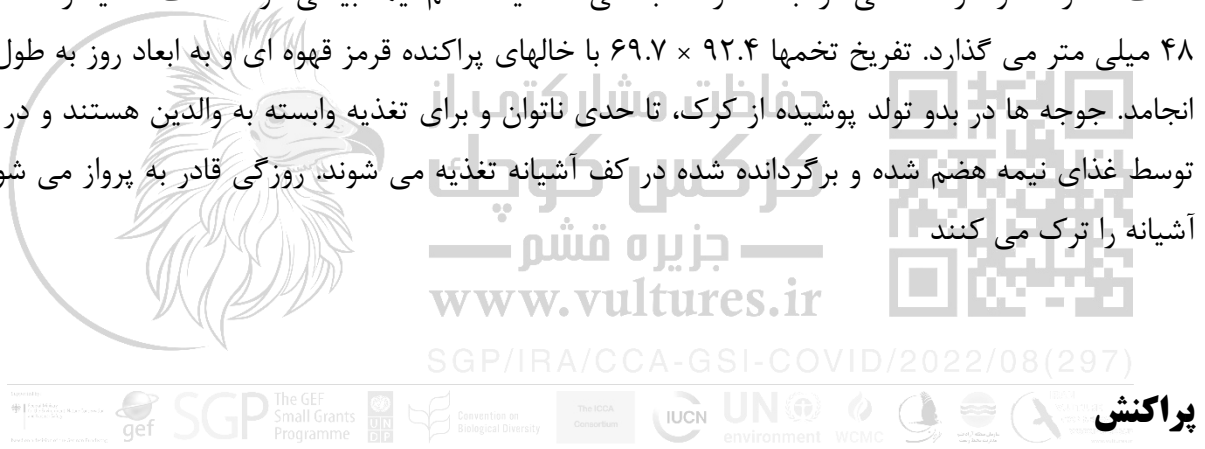 ۴۸ میلی متر می گذارد. تفریخ تخمها ۹۲.۴ × ۶۹.۷ با خالهای پراکنده قرمز قهوه ای و به ابعاد روز به طول
انجامد. جوجه ها در بدو تولد پوشیده از کرک، تا حدی ناتوان و برای تغذیه وابسته به والدین هستند و در
توسط غذای نیمه هضم شده و برگردانده شده در کف آشیانه تغذیه می شوند. روزگی قادر به پرواز می شو
آشیانه را ترک می کنند
حفاظت مشارکتی از
کرکس کوچک
جزیره قشم
www.vultures.ir
SGP/IRA/CCA-GSI-COVID/2022/08(297)
gef
SGP The GEF Small Grants Programme
UNDP
Convention on Biological Diversity
The ICCA Consortium
IUCN
UN environment WCMC
پراکنش